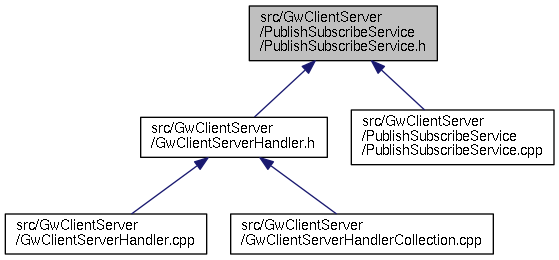 src/GwClientServer
/PublishSubscribeService
/PublishSubscribeService.h
src/GwClientServer
/GwClientServerHandler.h
src/GwClientServer
/PublishSubscribeService
/PublishSubscribeService.cpp
src/GwClientServer
/GwClientServerHandler.cpp
src/GwClientServer
/GwClientServerHandlerCollection.cpp